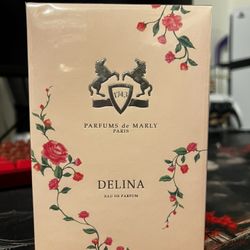 1743
PARFUMS de MARLY
PARIS
DELINA
EAU DE PARFUM